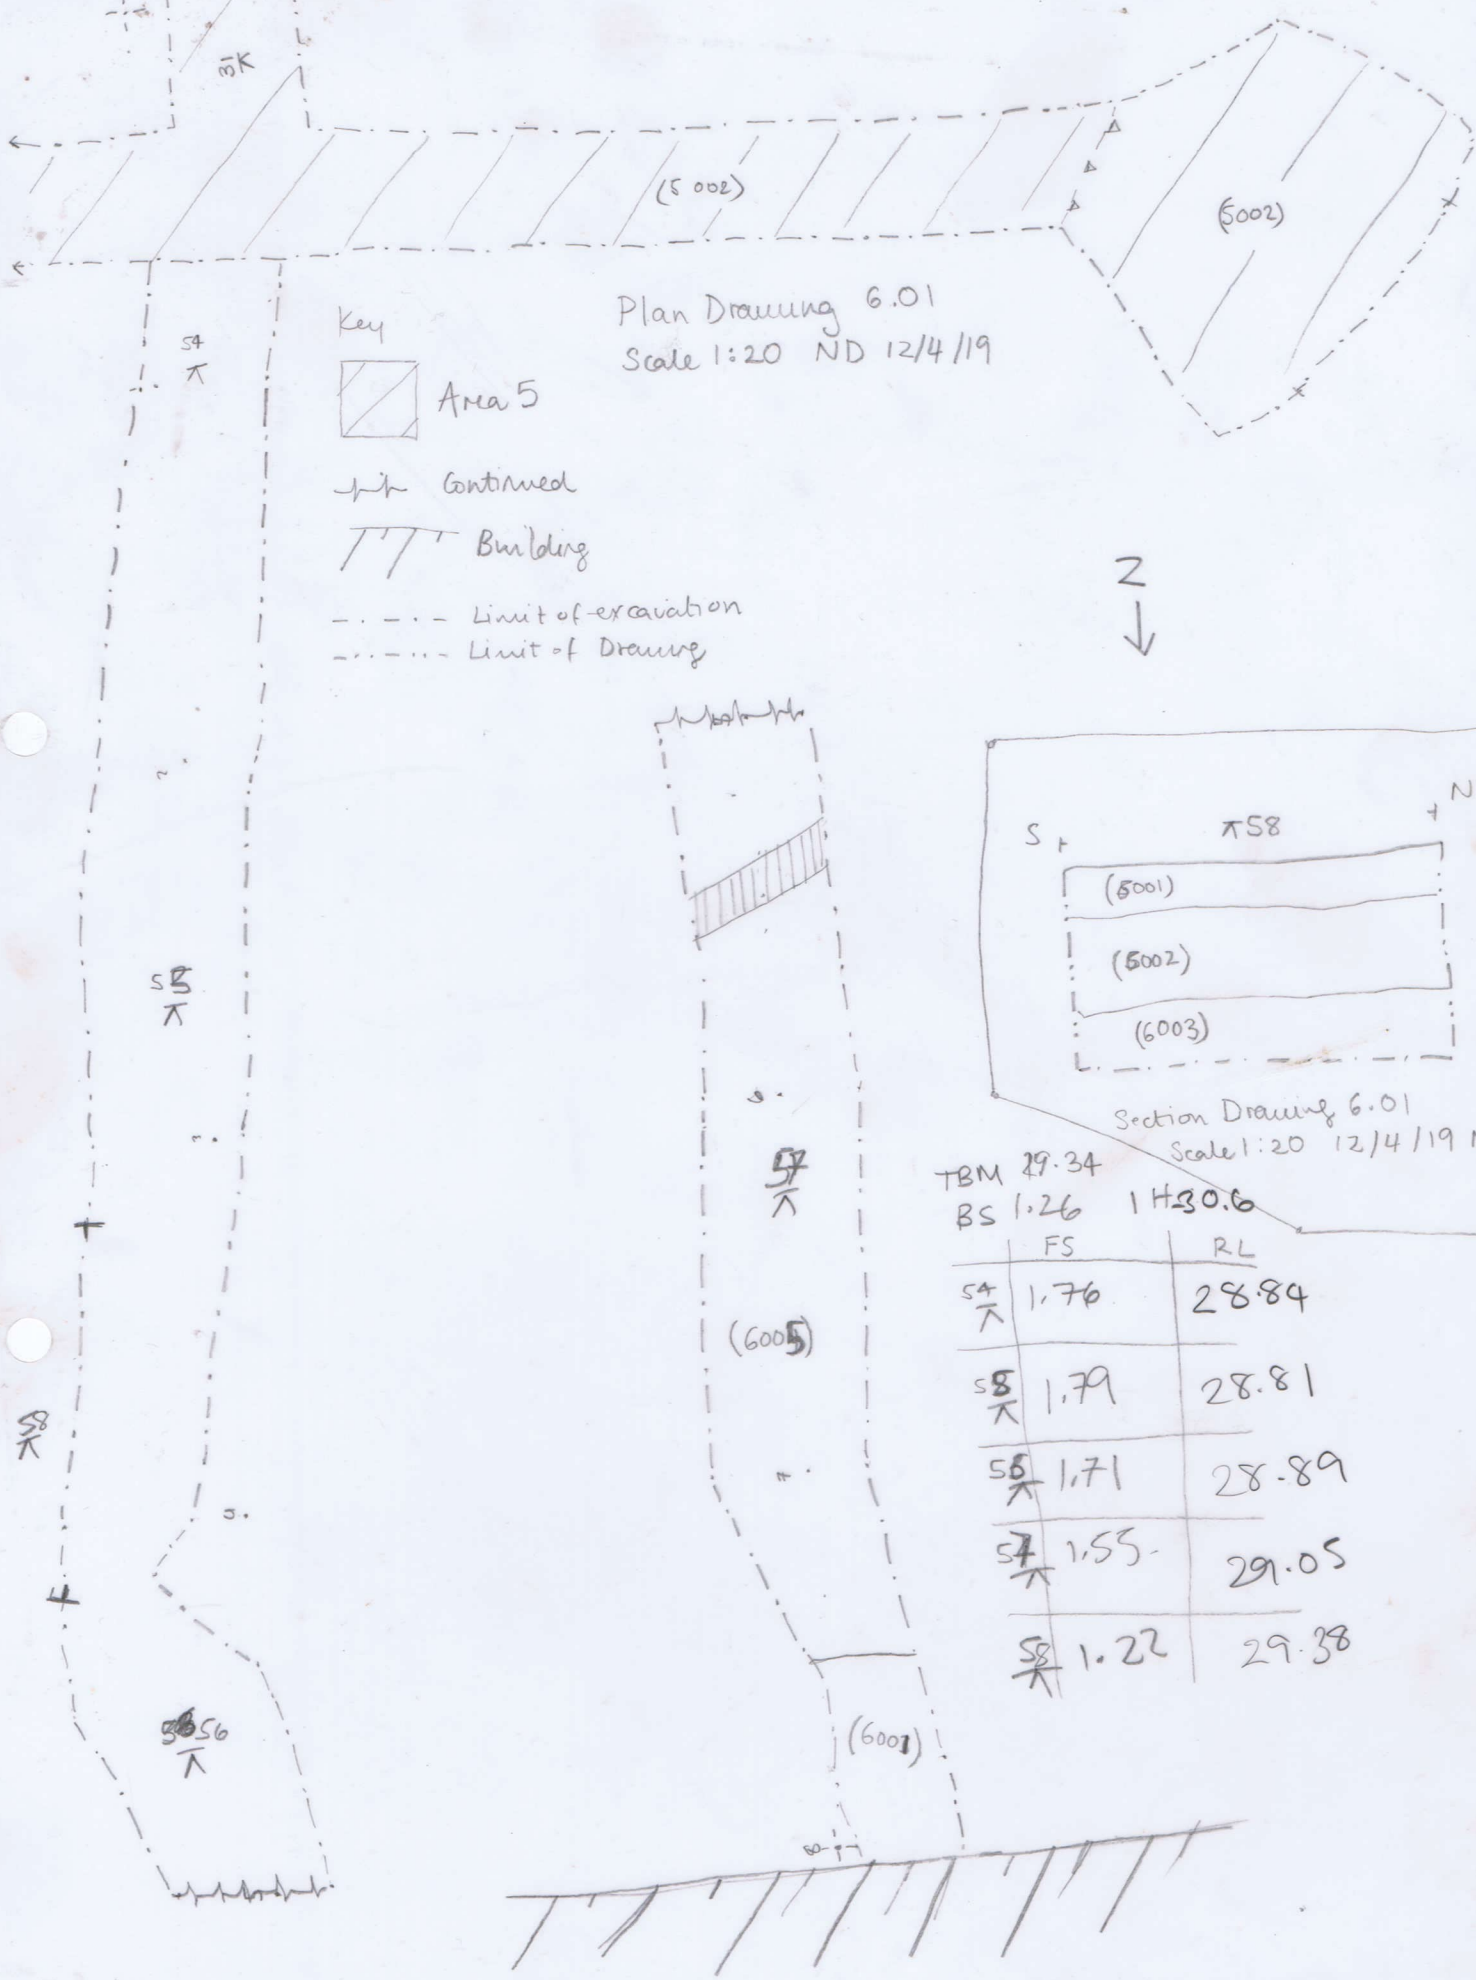 (5002)
(5002)
Plan Drawing 6.01
Scale 1:20 ND 12/4/19
54
Key
Area 5
Continued
Building
Limit of excavation
Limit of Drawing
Z
S
N
58
(5001)
(5002)
(6003)
Section Drawing 6.01
Scale 1:20 12/4/19
55
57
(6005)
58
56
(6001)
TBM 29.34
BS 1.26 IH 30.6
FS RL
54 1.76 28.84
55 1.79 28.81
56 1.71 28.89
57 1.55 29.05
58 1.22 29.38